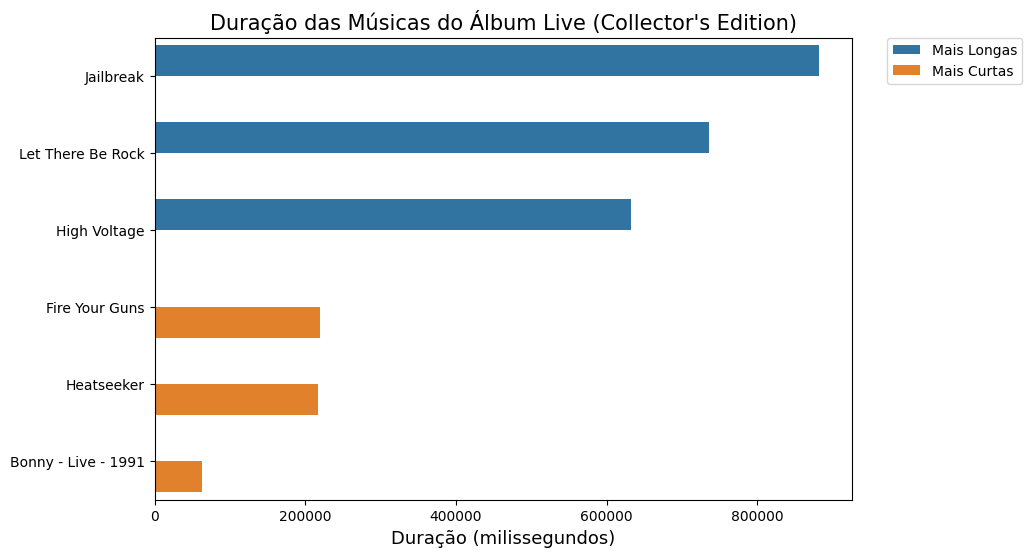 Duração das Músicas do Álbum Live (Collector's Edition)
Mais Longas
Mais Curtas
Jailbreak
Let There Be Rock
High Voltage
Fire Your Guns
Heatseeker
Bonny - Live - 1991
0 200000 400000 600000 800000
Duração (milissegundos)